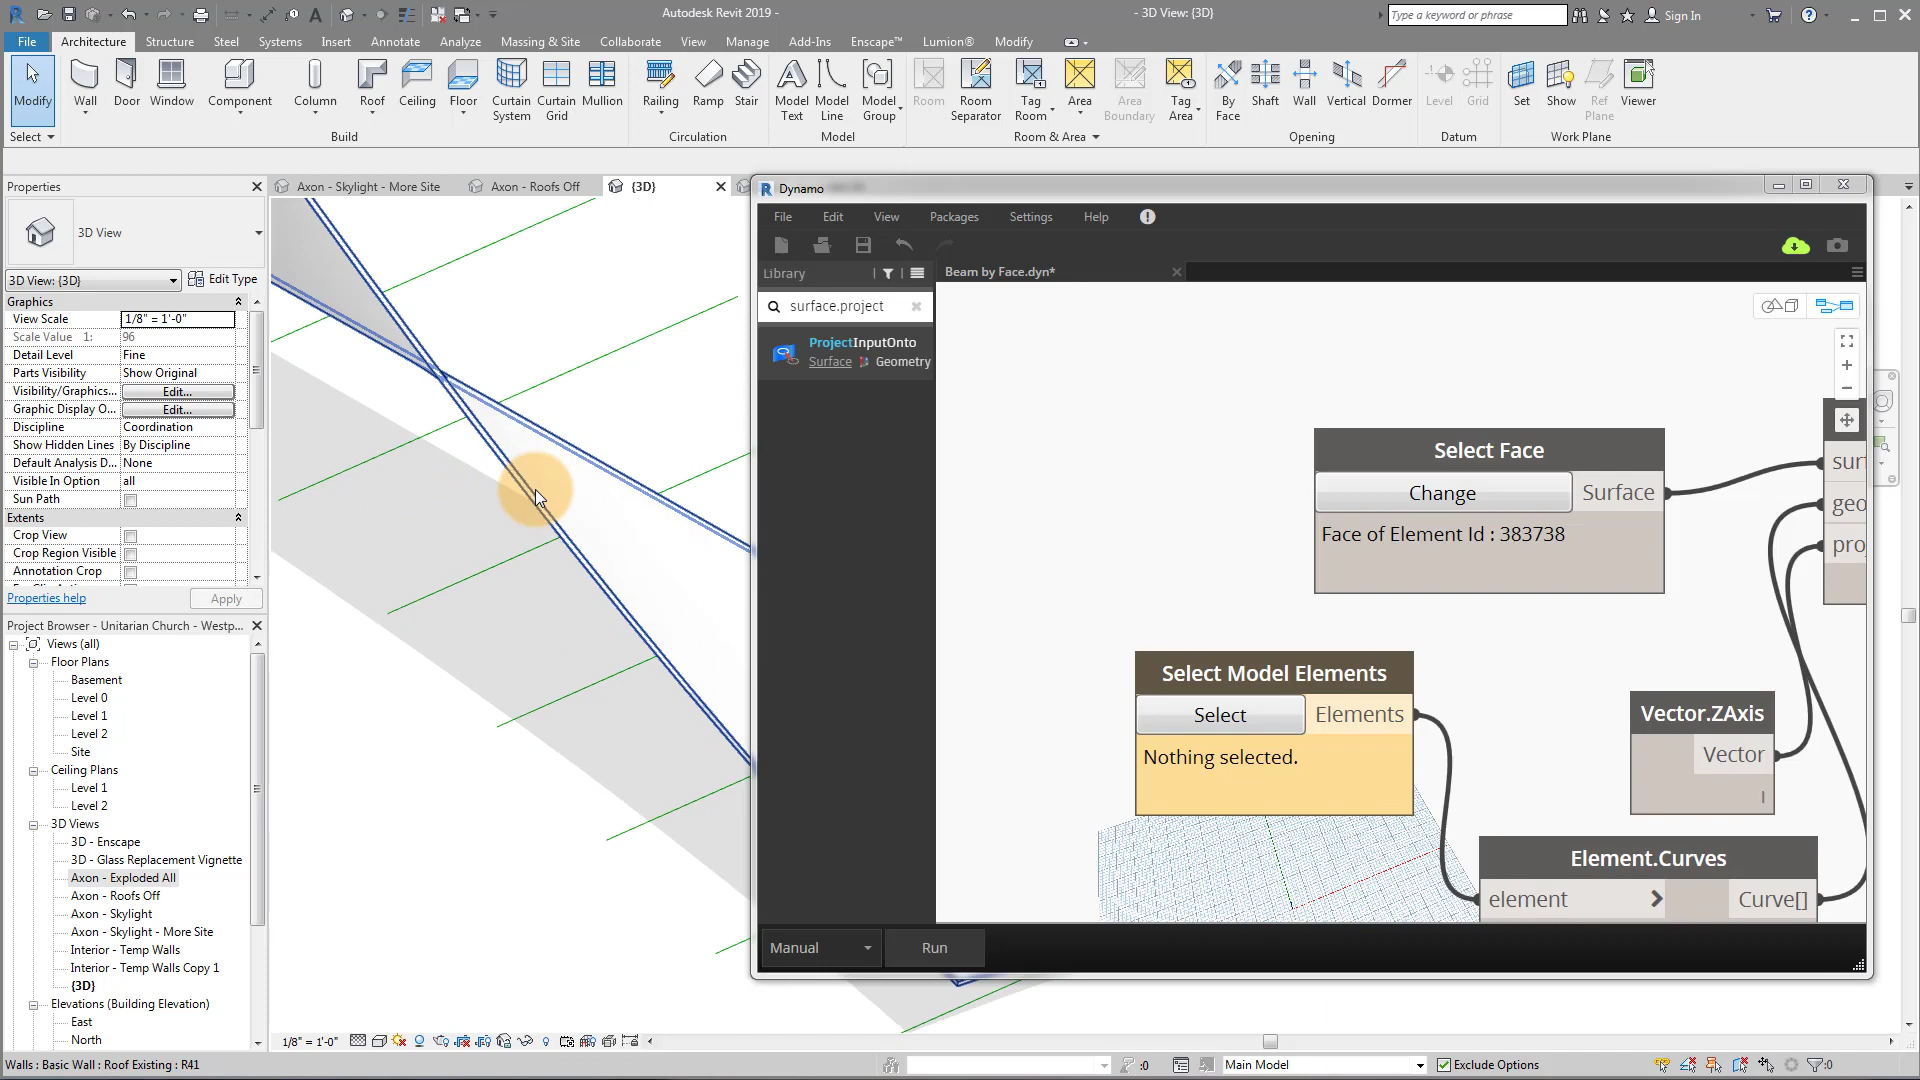 Autodesk Revit 2019 -
- 3D View: {3D}
Type a keyword or phrase
Sign In
File
Architecture
Structure
Steel
Systems
Insert
Annotate
Analyze
Massing & Site
Collaborate
View
Manage
Add-Ins
Enscape™
Lumion®
Modify
Modify
Wall
Door
Window
Component
Column
Roof
Ceiling
Floor
Curtain System
Curtain Grid
Mullion
Railing
Ramp
Stair
Model Text
Model Line
Model Group
Room
Room Separator
Tag Room
Area
Area Boundary
Tag Area
By Face
Shaft
Wall
Vertical
Dormer
Level
Grid
Set
Show
Ref Plane
Viewer
Select
Build
Circulation
Model
Room & Area
Opening
Datum
Work Plane
Properties
3D View
3D View: {3D}
Edit Type
Graphics
View Scale 1/8" = 1'-0"
Scale Value 1: 96
Detail Level Fine
Parts Visibility Show Original
Visibility/Graphics... Edit...
Graphic Display O... Edit...
Discipline Coordination
Show Hidden Lines By Discipline
Default Analysis D... None
Visible In Option all
Sun Path
Extents
Crop View
Crop Region Visible
Annotation Crop
Properties help
Apply
Project Browser - Unitarian Church - Westp...
Views (all)
Floor Plans
Basement
Level 0
Level 1
Level 2
Site
Ceiling Plans
Level 1
Level 2
3D Views
3D - Enscape
3D - Glass Replacement Vignette
Axon - Exploded All
Axon - Roofs Off
Axon - Skylight
Axon - Skylight - More Site
Interior - Temp Walls
Interior - Temp Walls Copy 1
{3D}
Elevations (Building Elevation)
East
North
Axon - Skylight - More Site
Axon - Roofs Off
{3D}
Dynamo
File
Edit
View
Packages
Settings
Help
Library
surface.project
ProjectInputOnto
Surface
Geometry
Beam by Face.dyn*
Select Face
Change
Surface
Face of Element Id : 383738
surf
geo
pro
Select Model Elements
Select
Elements
Nothing selected.
Vector.ZAxis
Vector
Element.Curves
element
Curve[]
Manual
Run
1/8" = 1'-0"
Walls : Basic Wall : Roof Existing : R41
:0
Main Model
Exclude Options
:0